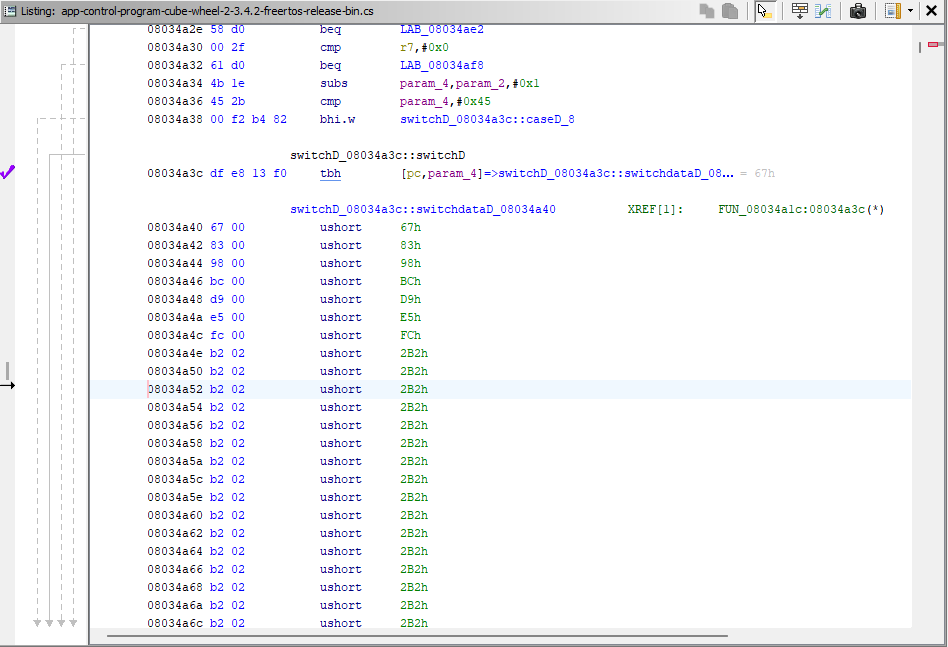 Listing: app-control-program-cube-wheel-2-3.4.2-freertos-release-bin.cs
08034a2e 58 d0 beq LAB_08034ae2
08034a30 00 2f cmp r7,#0x0
08034a32 61 d0 beq LAB_08034af8
08034a34 4b 1e subs param_4,param_2,#0x1
08034a36 45 2b cmp param_4,#0x45
08034a38 00 f2 b4 82 bhi.w switchD_08034a3c::caseD_8
switchD_08034a3c::switchD
08034a3c df e8 13 f0 tbh [pc,param_4]=>switchD_08034a3c::switchdataD_08... = 67h
switchD_08034a3c::switchdataD_08034a40 XREF[1]: FUN_08034a1c:08034a3c(*)
08034a40 67 00 ushort 67h
08034a42 83 00 ushort 83h
08034a44 98 00 ushort 98h
08034a46 bc 00 ushort BCh
08034a48 d9 00 ushort D9h
08034a4a e5 00 ushort E5h
08034a4c fc 00 ushort FCh
08034a4e b2 02 ushort 2B2h
08034a50 b2 02 ushort 2B2h
08034a52 b2 02 ushort 2B2h
08034a54 b2 02 ushort 2B2h
08034a56 b2 02 ushort 2B2h
08034a58 b2 02 ushort 2B2h
08034a5a b2 02 ushort 2B2h
08034a5c b2 02 ushort 2B2h
08034a5e b2 02 ushort 2B2h
08034a60 b2 02 ushort 2B2h
08034a62 b2 02 ushort 2B2h
08034a64 b2 02 ushort 2B2h
08034a66 b2 02 ushort 2B2h
08034a68 b2 02 ushort 2B2h
08034a6a b2 02 ushort 2B2h
08034a6c b2 02 ushort 2B2h